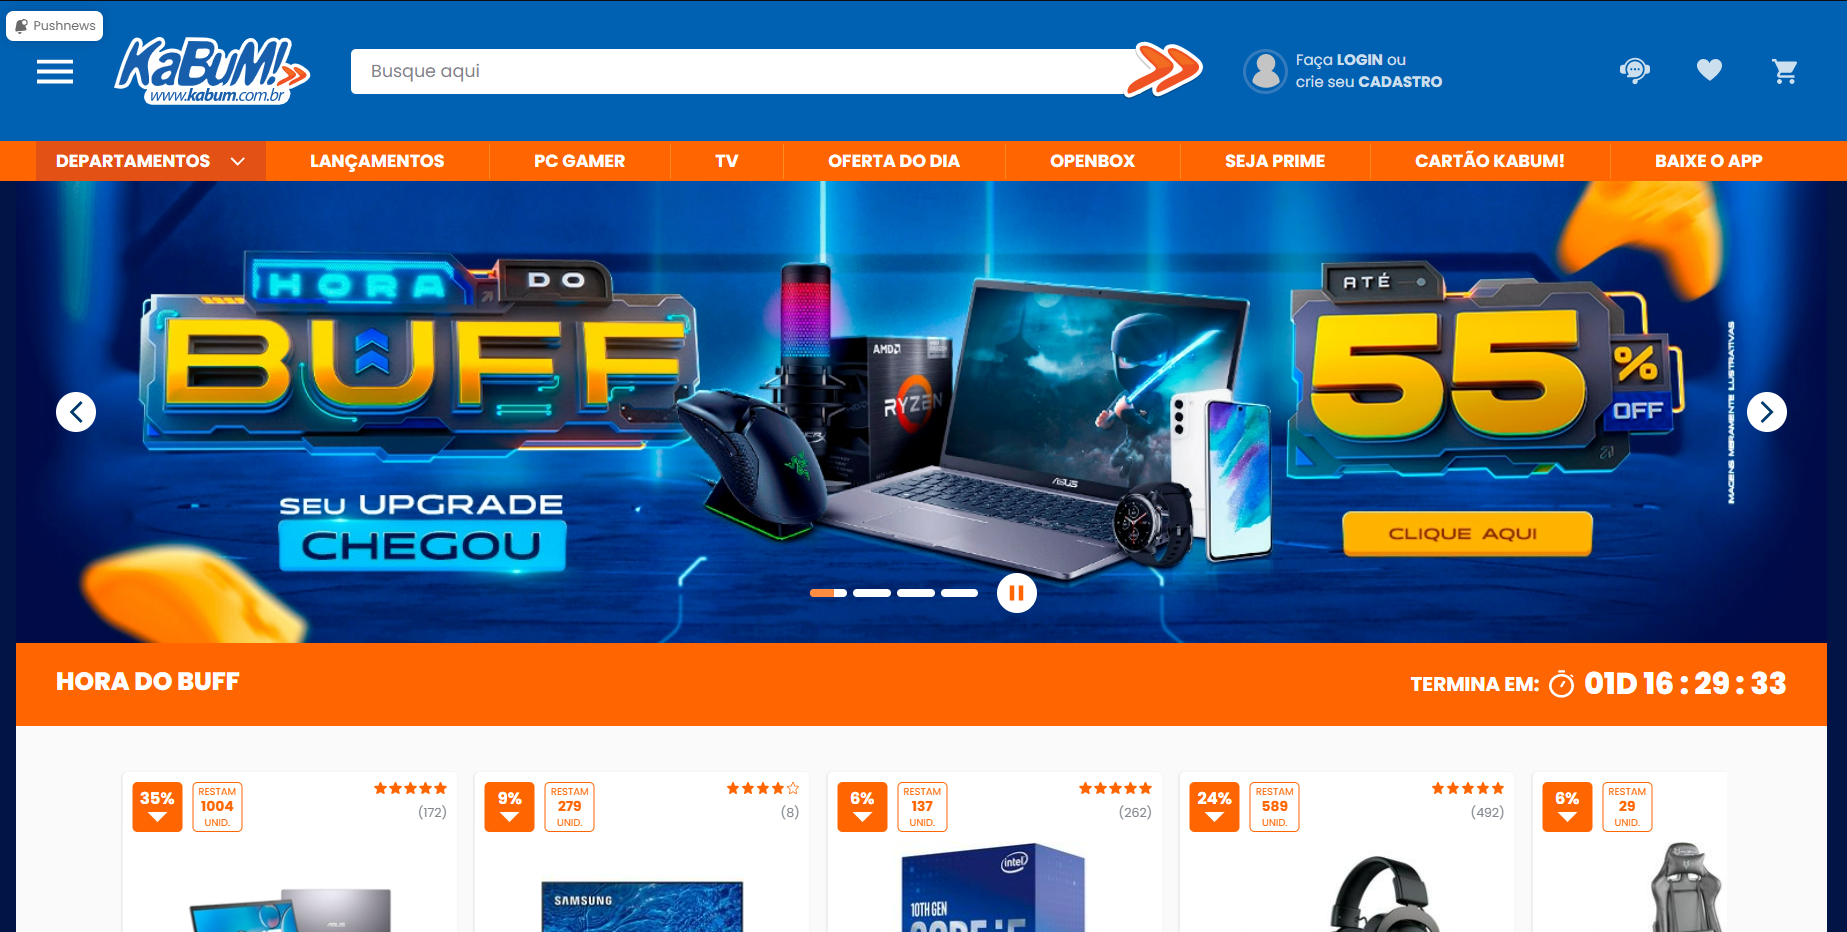 Pushnews
KaBuM!
www.kabum.com.br
Busque aqui
Faça LOGIN ou
crie seu CADASTRO
DEPARTAMENTOS
LANÇAMENTOS
PC GAMER
TV
OFERTA DO DIA
OPENBOX
SEJA PRIME
CARTÃO KABUM!
BAIXE O APP
HORA DO
BUFF
SEU UPGRADE
CHEGOU
AMD
RYZEN
ASUS
ATÉ
55
%
OFF
CLIQUE AQUI
IMAGENS MERAMENTE ILUSTRATIVAS
HORA DO BUFF
TERMINA EM: 01D 16 : 29 : 33
35%
RESTAM
1004
UNID.
(172)
9%
RESTAM
279
UNID.
(8)
6%
RESTAM
137
UNID.
(262)
24%
RESTAM
589
UNID.
(492)
6%
RESTAM
29
UNID.
SAMSUNG
intel
10TH GEN
CORE i5